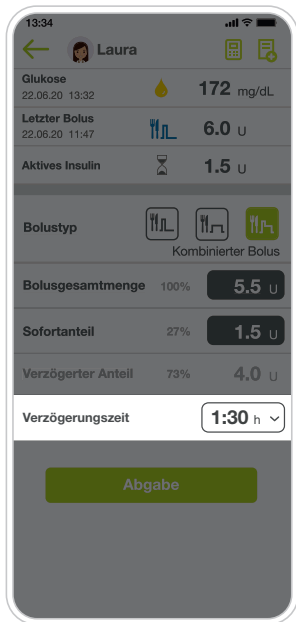 13:34
Laura
Glukose
22.06.20 13:32 172 mg/dL
Letzter Bolus
22.06.20 11:47 6.0 U
Aktives Insulin 1.5 U
Bolustyp
Kombinierter Bolus
Bolusgesamtmenge 100% 5.5 U
Sofortanteil 27% 1.5 U
Verzögerter Anteil 73% 4.0 U
Verzögerungszeit 1:30 h
Abgabe